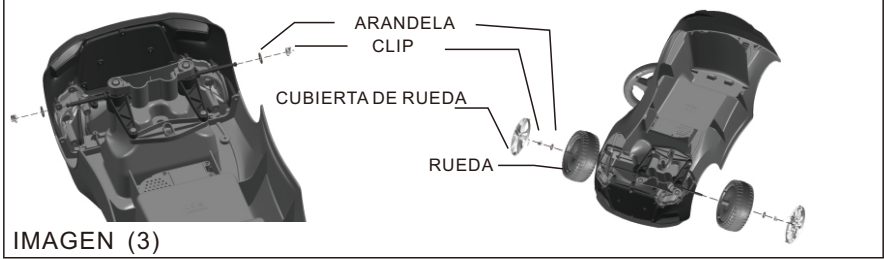 ARANDELA
CLIP
CUBIERTA DE RUEDA
RUEDA
IMAGEN (3)